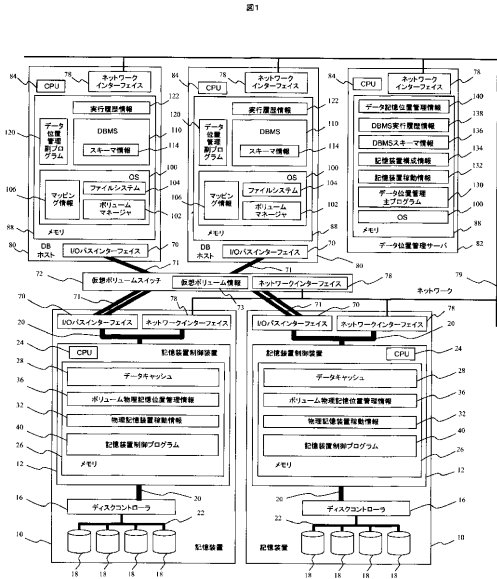 図1
84
CPU
78
ネットワーク
インターフェイス
実行履歴情報
122
120
データ
位置
管理
副プログラム
DBMS
110
スキーマ情報
114
OS
100
106
マッピング
情報
ファイルシステム
104
ボリューム
マネージャ
102
メモリ
88
80
DB
ホスト
I/Oパスインターフェイス
70
84
CPU
78
ネットワーク
インターフェイス
実行履歴情報
122
120
データ
位置
管理
副プログラム
DBMS
110
スキーマ情報
114
OS
100
106
マッピング
情報
ファイルシステム
104
ボリューム
マネージャ
102
メモリ
88
DB
ホスト
I/Oパスインターフェイス
70
80
84
CPU
ネットワーク
インターフェイス
78
データ記憶位置管理情報
140
DBMS実行履歴情報
138
DBMSスキーマ情報
136
記憶装置構成情報
134
記憶装置稼動情報
132
データ位置管理
主プログラム
130
OS
100
メモリ
88
データ位置管理サーバ
82
71
71
72
仮想ボリュームスイッチ
仮想ボリューム情報
ネットワークインターフェイス
78
79
ネットワーク
73
70
71
78
I/Oパスインターフェイス
ネットワークインターフェイス
20
24
CPU
記憶装置制御装置
28
データキャッシュ
36
ボリューム物理記憶位置管理情報
32
物理記憶装置稼動情報
40
記憶装置制御プログラム
26
メモリ
12
20
16
ディスクコントローラ
22
10
記憶装置
18
18
18
18
71
70
78
I/Oパスインターフェイス
ネットワークインターフェイス
20
記憶装置制御装置
CPU
24
データキャッシュ
28
ボリューム物理記憶位置管理情報
36
物理記憶装置稼動情報
32
記憶装置制御プログラム
40
メモリ
26
12
20
ディスクコントローラ
16
22
記憶装置
10
18
18
18
18